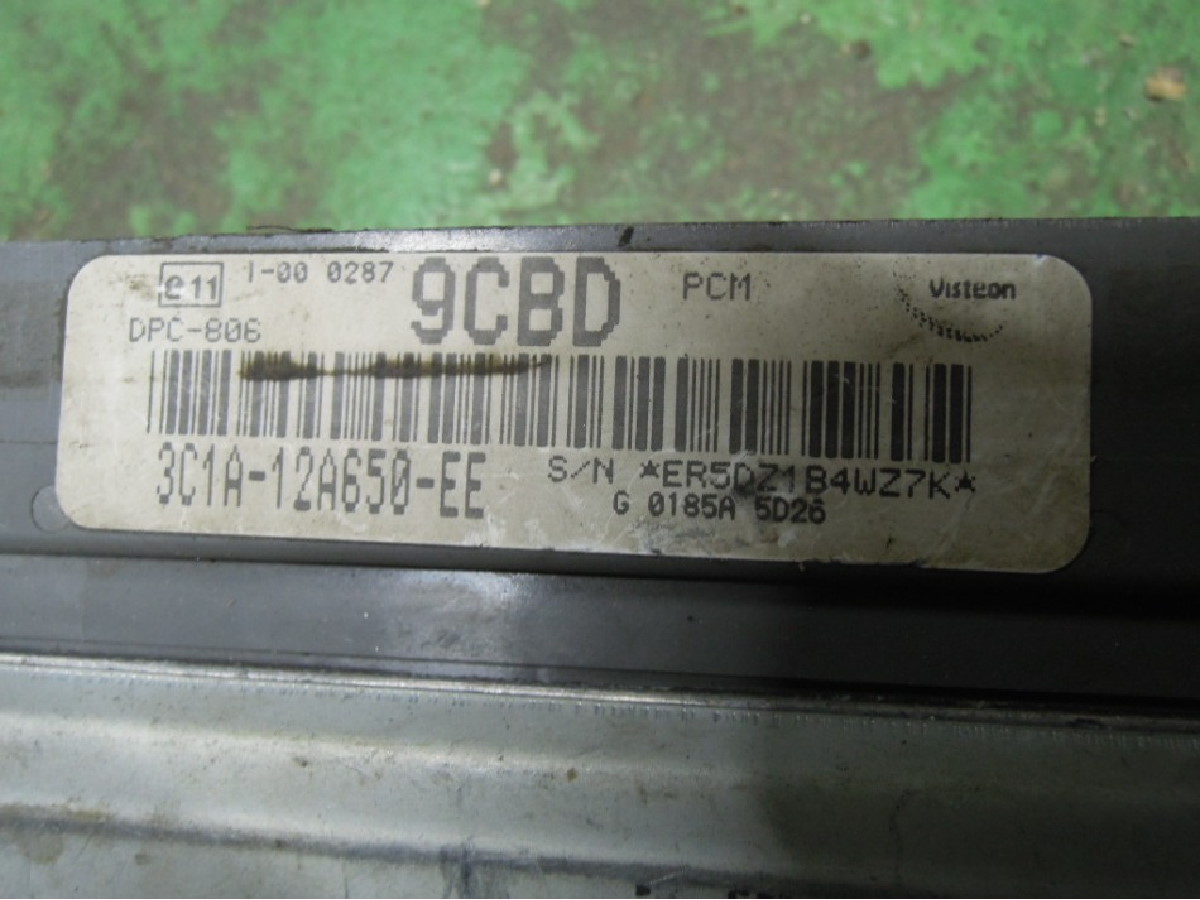 e11 1-00 0287 9CBD PCM Visteon
DPC-806
3C1A-12A650-EE S/N *ER5DZ1B4WZ7K*
G 0185A 5D26